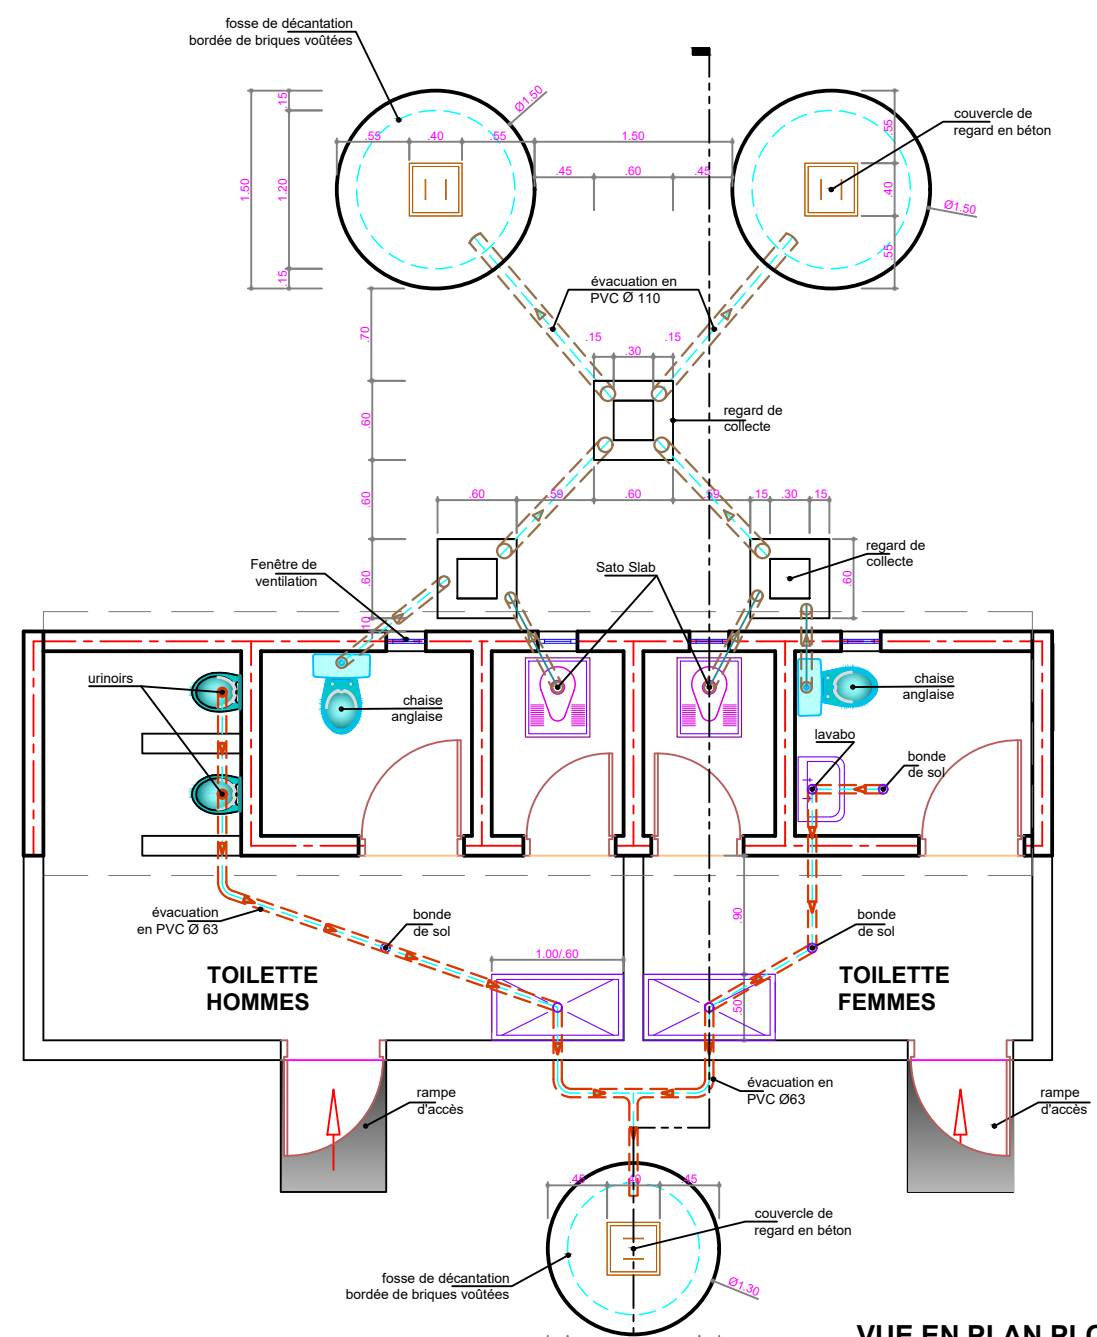 fosse de décantation
bordée de briques voûtées
Ø1.50
.15
.55
.40
.55
1.50
.55
couvercle de
regard en béton
1.50
1.20
.45
.60
.45
.40
Ø1.50
.15
.55
évacuation en
PVC Ø 110
.70
.15
.30
.15
.60
regard de
collecte
.60
.60
.59
.60
.59
.15
.30
.15
Fenêtre de
ventilation
.60
Sato Slab
regard de
collecte
.60
.10
urinoirs
chaise
anglaise
chaise
anglaise
lavabo
bonde
de sol
évacuation
en PVC Ø 63
bonde
de sol
.90
bonde
de sol
1.00/.60
TOILETTE
HOMMES
TOILETTE
FEMMES
.50
rampe
d'accès
évacuation en
PVC Ø63
rampe
d'accès
.45
.40
.45
couvercle de
regard en béton
fosse de décantation
bordée de briques voûtées
Ø1.30
VUE EN PLAN